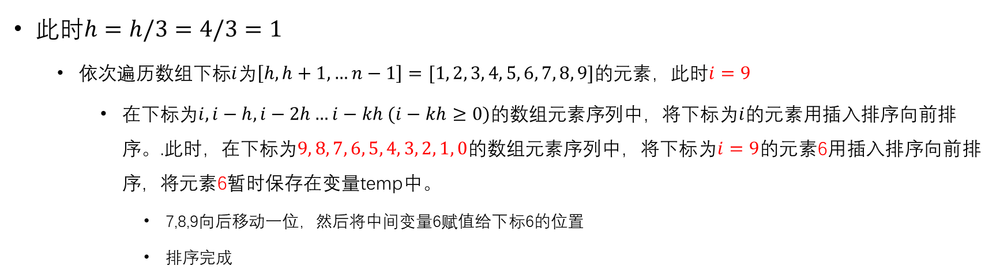 • 此时h = h/3 = 4/3 = 1
• 依次遍历数组下标i为[h, h + 1, … n − 1] = [1, 2, 3, 4, 5, 6, 7, 8, 9]的元素，此时i = 9
• 在下标为i, i − h, i − 2h … i − kh (i − kh ≥ 0)的数组元素序列中，将下标为i的元素用插入排序向前排
序。.此时，在下标为9, 8, 7, 6, 5, 4, 3, 2, 1, 0的数组元素序列中，将下标为i = 9的元素6用插入排序向前排
序，将元素6暂时保存在变量temp中。
• 7,8,9向后移动一位，然后将中间变量6赋值给下标6的位置
• 排序完成